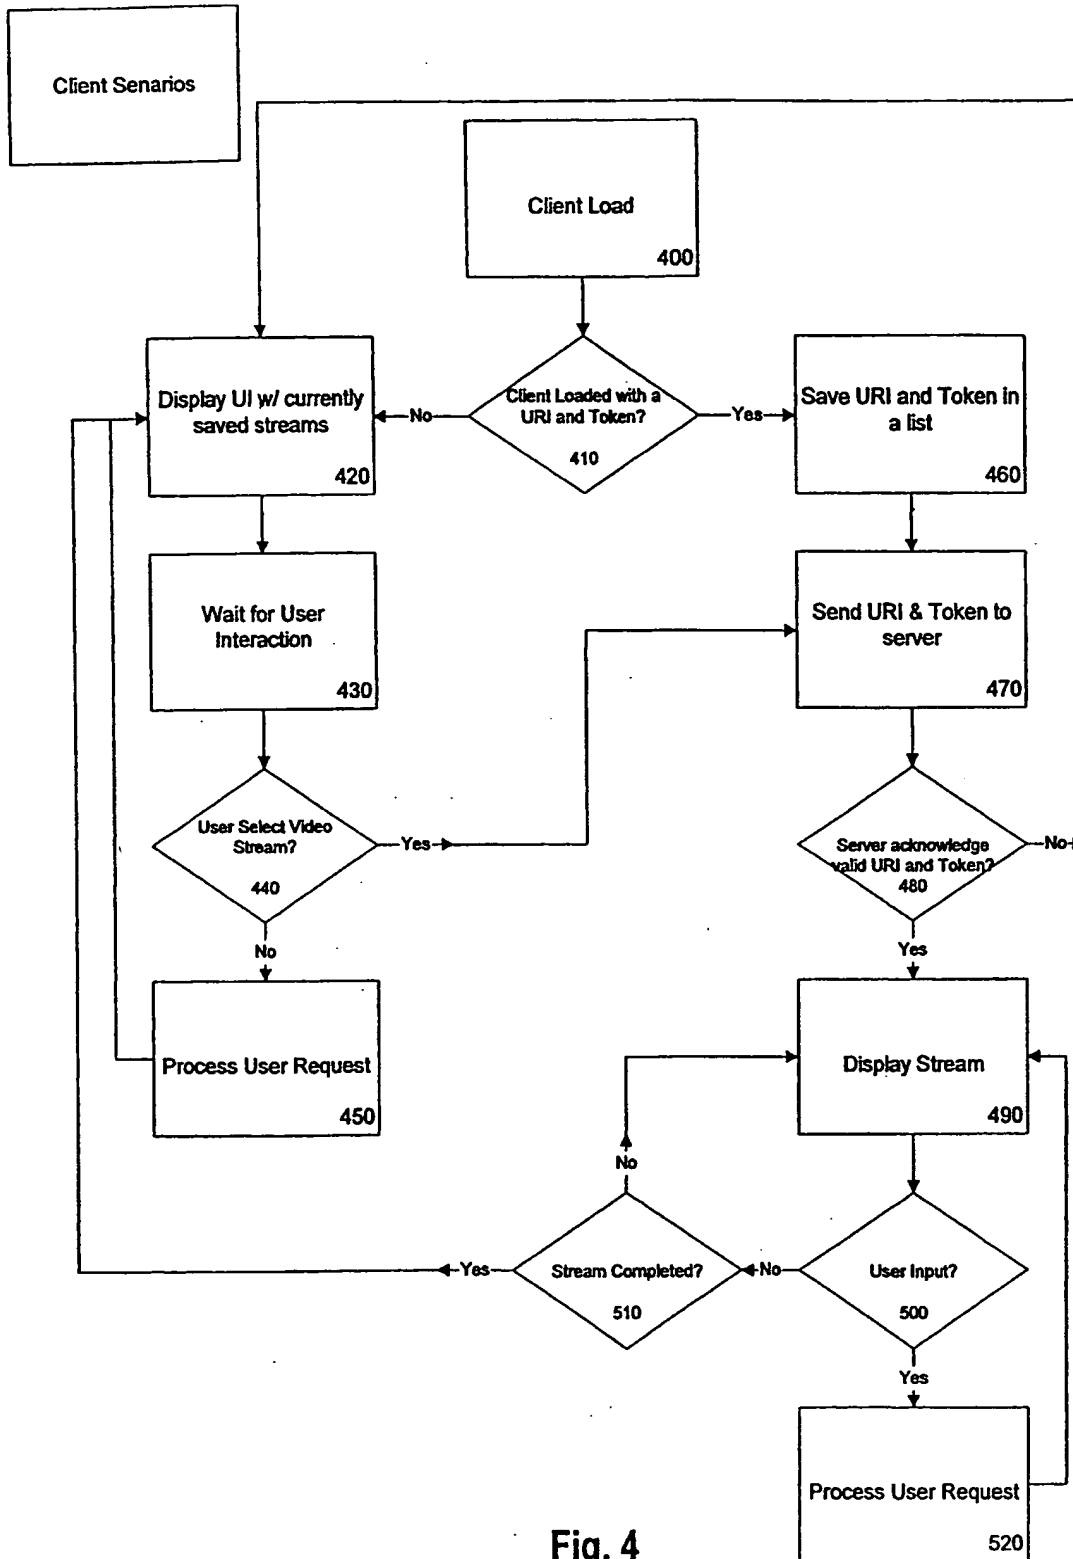 Client Senarios
Client Load
400
Display UI w/ currently
saved streams
420
No
Client Loaded with a
URI and Token?
410
Yes
Save URI and Token in
a list
460
Wait for User
Interaction
430
Send URI & Token to
server
470
User Select Video
Stream?
440
Yes
Server acknowledge
valid URI and Token?
480
No
No
Yes
Process User Request
450
Display Stream
490
No
Yes
Stream Completed?
510
No
User Input?
500
Yes
Process User Request
520
Fig. 4